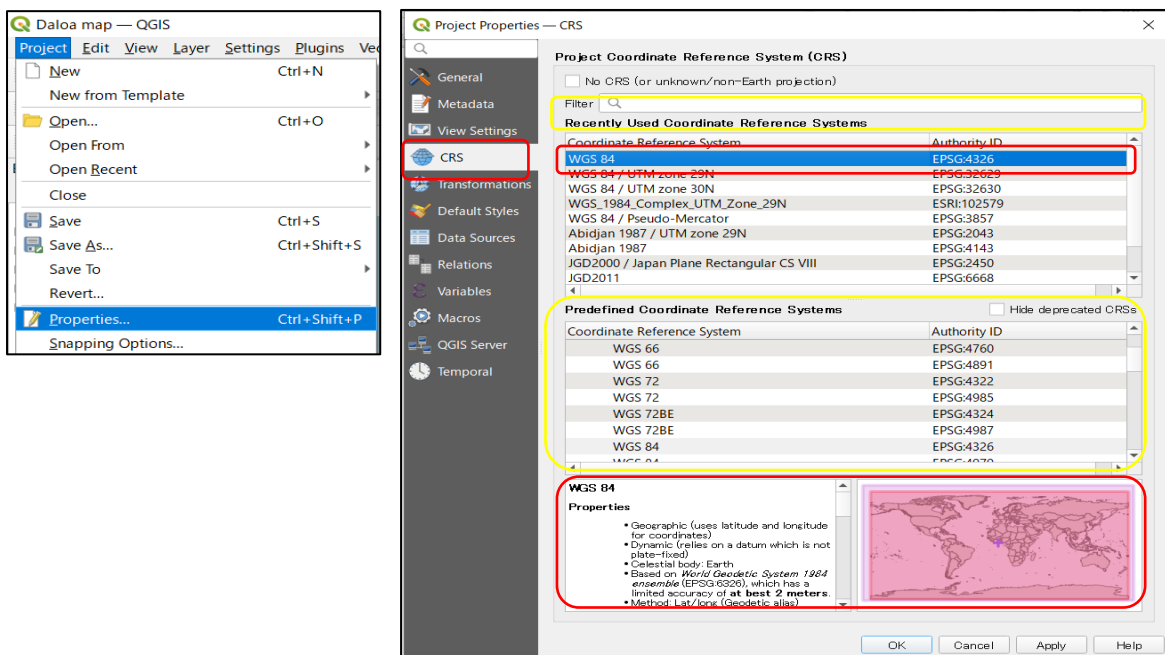 Daloa map — QGIS
Project Edit View Layer Settings Plugins Vec
New Ctrl+N
New from Template
Open... Ctrl+O
Open From
Open Recent
Close
Save Ctrl+S
Save As... Ctrl+Shift+S
Save To
Revert...
Properties... Ctrl+Shift+P
Snapping Options...
Project Properties — CRS
General
Metadata
View Settings
CRS
Transformations
Default Styles
Data Sources
Relations
Variables
Macros
QGIS Server
Temporal
Project Coordinate Reference System (CRS)
No CRS (or unknown/non-Earth projection)
Filter
Recently Used Coordinate Reference Systems
Coordinate Reference System Authority ID
WGS 84 EPSG:4326
WGS 84 / UTM zone 29N EPSG:32629
WGS 84 / UTM zone 30N EPSG:32630
WGS_1984_Complex_UTM_Zone_29N ESRI:102579
WGS 84 / Pseudo-Mercator EPSG:3857
Abidjan 1987 / UTM zone 29N EPSG:2043
Abidjan 1987 EPSG:4143
JGD2000 / Japan Plane Rectangular CS VIII EPSG:2450
JGD2011 EPSG:6668
Predefined Coordinate Reference Systems Hide deprecated CRSs
Coordinate Reference System Authority ID
WGS 66 EPSG:4760
WGS 66 EPSG:4891
WGS 72 EPSG:4322
WGS 72 EPSG:4985
WGS 72BE EPSG:4324
WGS 72BE EPSG:4987
WGS 84 EPSG:4326
WGS 84 EPSG:4979
WGS 84
Properties
• Geographic (uses latitude and longitude
for coordinates)
• Dynamic (relies on a datum which is not
plate-fixed)
• Celestial body: Earth
• Based on World Geodetic System 1984
ensemble (EPSG:6326), which has a
limited accuracy of at best 2 meters.
• Method: Lat/long (Geodetic alias)
OK Cancel Apply Help